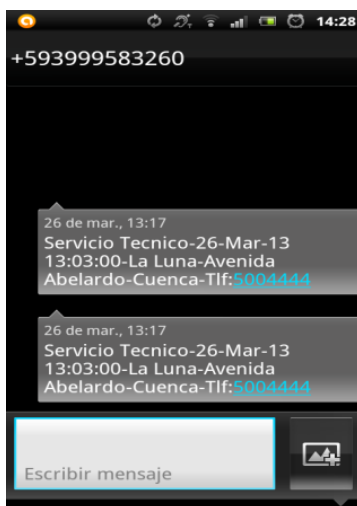 14:28
+593999583260
26 de mar., 13:17
Servicio Tecnico-26-Mar-13
13:03:00-La Luna-Avenida
Abelardo-Cuenca-Tlf:5004444
26 de mar., 13:17
Servicio Tecnico-26-Mar-13
13:03:00-La Luna-Avenida
Abelardo-Cuenca-Tlf:5004444
Escribir mensaje